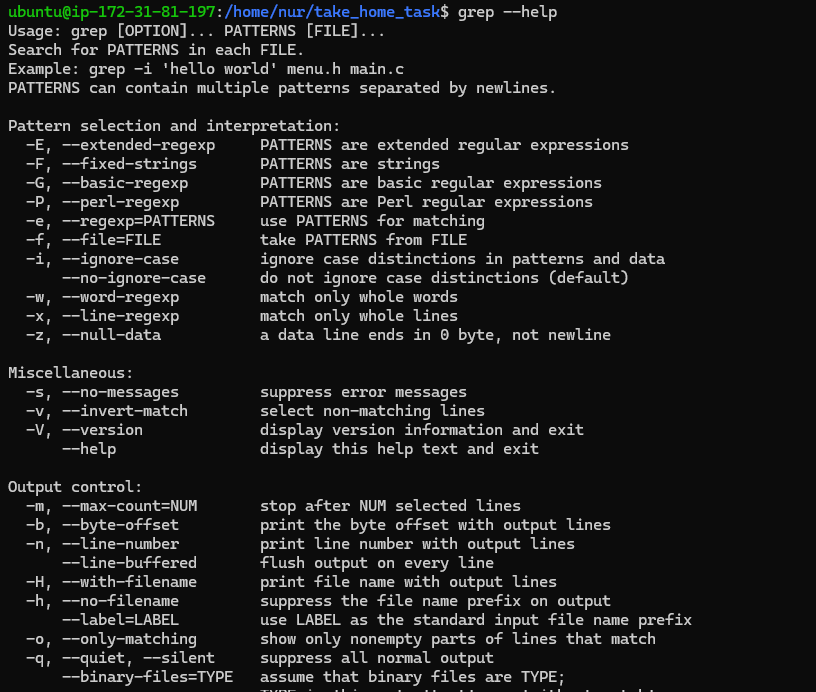 ubuntu@ip-172-31-81-197:/home/nur/take_home_task$ grep --help
Usage: grep [OPTION]... PATTERNS [FILE]...
Search for PATTERNS in each FILE.
Example: grep -i 'hello world' menu.h main.c
PATTERNS can contain multiple patterns separated by newlines.

Pattern selection and interpretation:
  -E, --extended-regexp     PATTERNS are extended regular expressions
  -F, --fixed-strings       PATTERNS are strings
  -G, --basic-regexp        PATTERNS are basic regular expressions
  -P, --perl-regexp         PATTERNS are Perl regular expressions
  -e, --regexp=PATTERNS     use PATTERNS for matching
  -f, --file=FILE           take PATTERNS from FILE
  -i, --ignore-case         ignore case distinctions in patterns and data
      --no-ignore-case      do not ignore case distinctions (default)
  -w, --word-regexp         match only whole words
  -x, --line-regexp         match only whole lines
  -z, --null-data           a data line ends in 0 byte, not newline

Miscellaneous:
  -s, --no-messages         suppress error messages
  -v, --invert-match        select non-matching lines
  -V, --version             display version information and exit
      --help                display this help text and exit

Output control:
  -m, --max-count=NUM       stop after NUM selected lines
  -b, --byte-offset         print the byte offset with output lines
  -n, --line-number         print line number with output lines
      --line-buffered       flush output on every line
  -H, --with-filename       print file name with output lines
  -h, --no-filename         suppress the file name prefix on output
      --label=LABEL         use LABEL as the standard input file name prefix
  -o, --only-matching       show only nonempty parts of lines that match
  -q, --quiet, --silent     suppress all normal output
      --binary-files=TYPE   assume that binary files are TYPE;